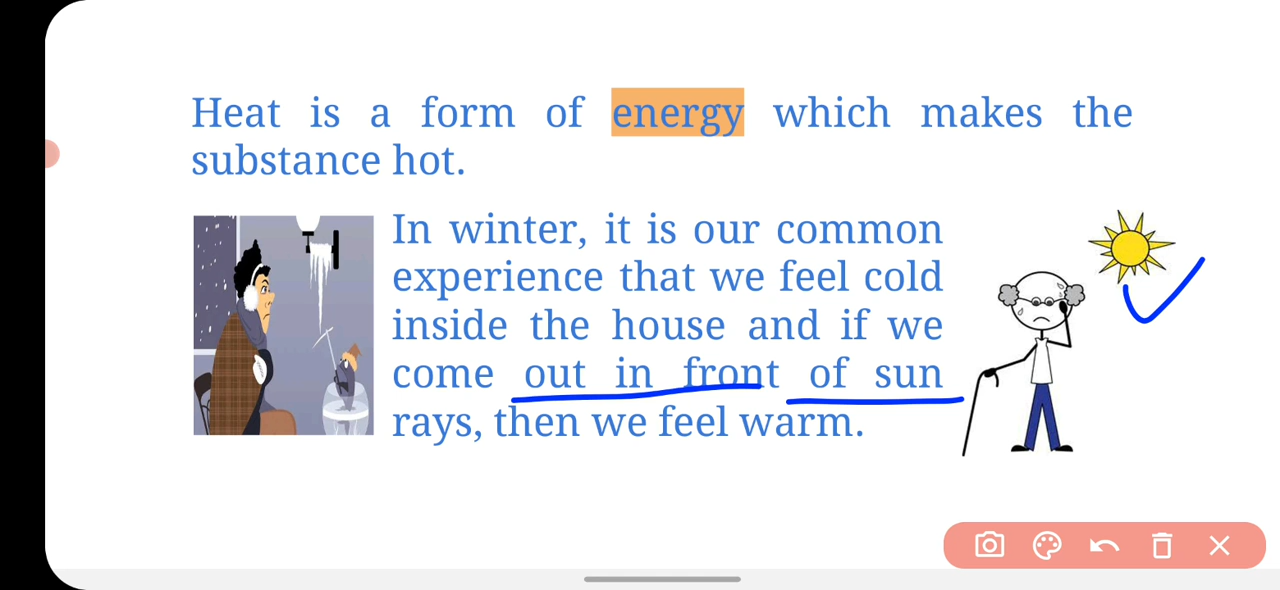 Heat is a form of energy which makes the
substance hot.
In winter, it is our common
experience that we feel cold
inside the house and if we
come out in front of sun
rays, then we feel warm.